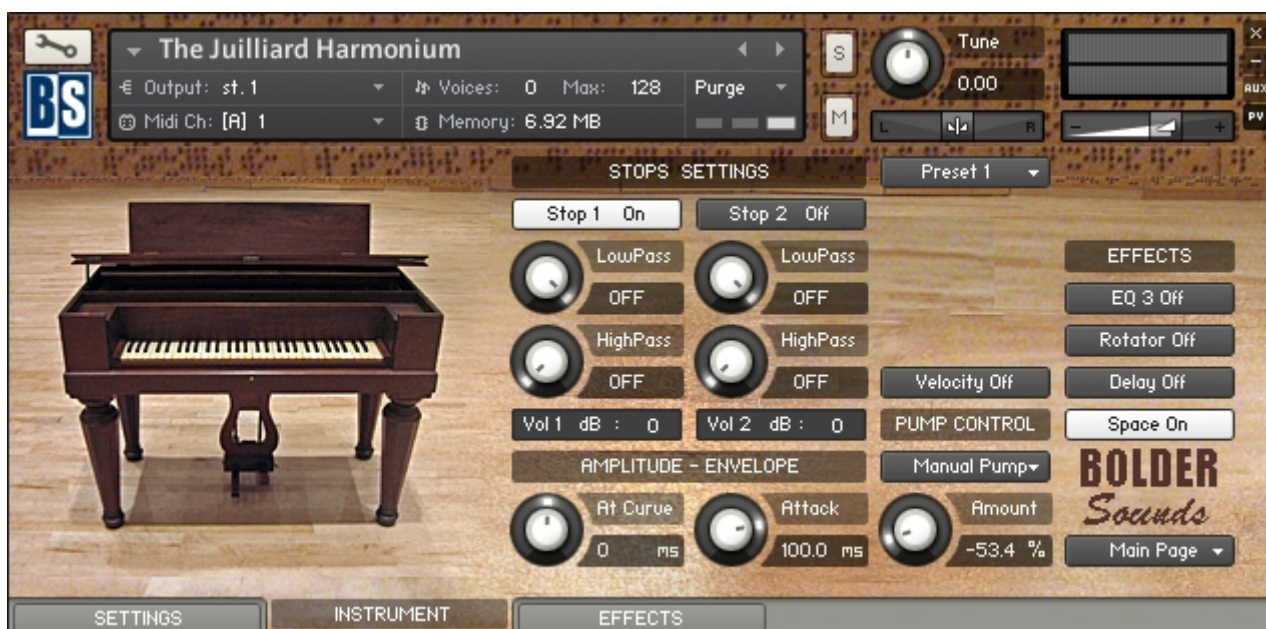 The Juilliard Harmonium
S
Tune
x
-
BS
Output: st. 1
Voices: 0 Max: 128
Purge
0.00
AUX
Midi Ch: [A] 1
Memory: 6.92 MB
M
L
R
-
+
PV
STOPS SETTINGS
Preset 1
Stop 1 On
Stop 2 Off
LowPass
LowPass
EFFECTS
OFF
OFF
EQ 3 Off
HighPass
HighPass
Rotator Off
OFF
OFF
Velocity Off
Delay Off
Vol 1 dB : 0
Vol 2 dB : 0
PUMP CONTROL
Space On
AMPLITUDE - ENVELOPE
Manual Pump
BOLDER
Sounds
At Curve
Attack
Amount
0 ms
100.0 ms
-53.4 %
Main Page
SETTINGS
INSTRUMENT
EFFECTS